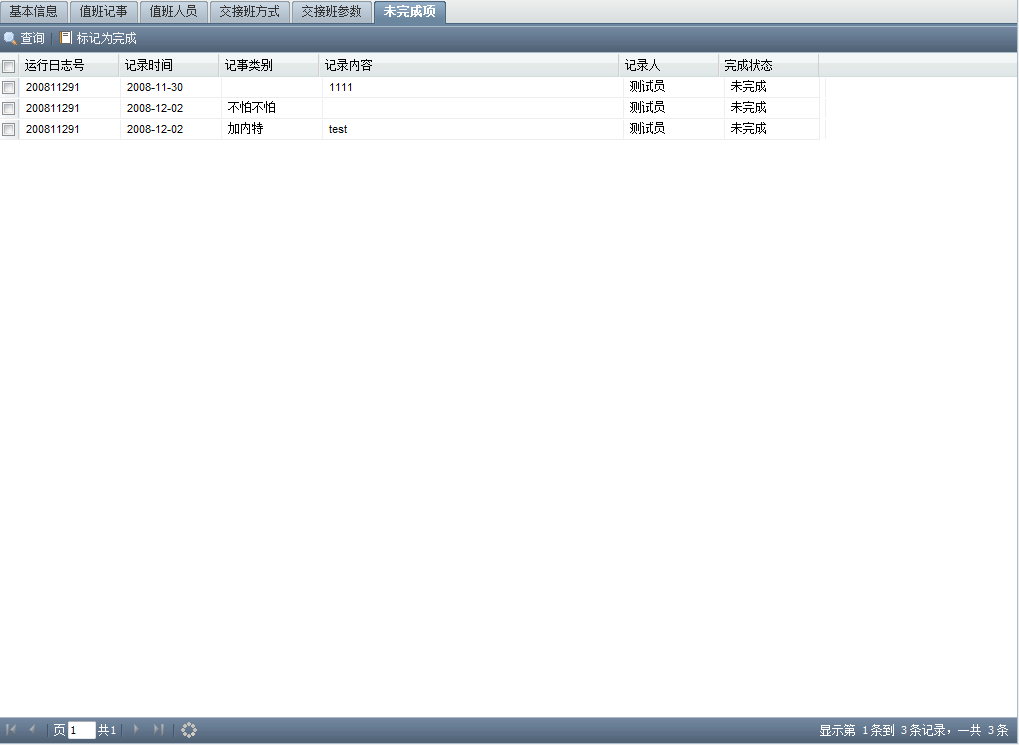 基本信息 值班记事 值班人员 交接班方式 交接班参数 未完成项
查询 标记为完成
运行日志号 记录时间 记事类别 记录内容 记录人 完成状态
200811291 2008-11-30 1111 测试员 未完成
200811291 2008-12-02 不怕不怕 测试员 未完成
200811291 2008-12-02 加内特 test 测试员 未完成
页 1 共1 显示第 1条到 3条记录，一共 3条